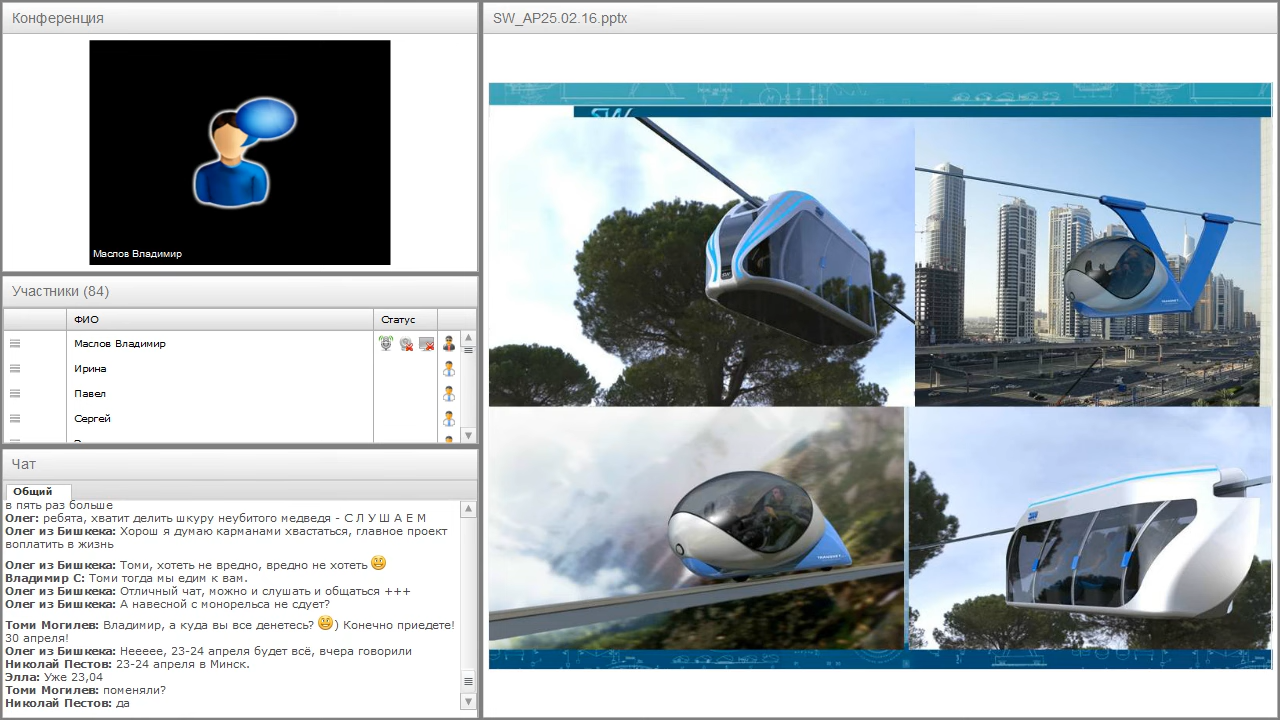 Конференция
Маслов Владимир
Участники (84)
ФИО
Статус
Маслов Владимир
Ирина
Павел
Сергей
Чат
Общий
в пять раз больше
Олег: ребята, хватит делить шкуру неубитого медведя - С Л У Ш А Е М
Олег из Бишкека: Хорош я думаю карманами хвастаться, главное проект
воплатить в жизнь
Олег из Бишкека: Томи, хотеть не вредно, вредно не хотеть
Владимир С: Томи тогда мы едим к вам.
Олег из Бишкека: Отличный чат, можно и слушать и общаться +++
Олег из Бишкека: А навесной с монорельса не сдует?
Томи Могилев: Владимир, а куда вы все денетесь? ) Конечно приедете!
30 апреля!
Олег из Бишкека: Нееее, 23-24 апреля будет всё, вчера говорили
Николай Пестов: 23-24 апреля в Минск.
Уже 23,04
Томи Могилев: поменяли?
Николай Пестов: да
SW_AP25.02.16.pptx
SW